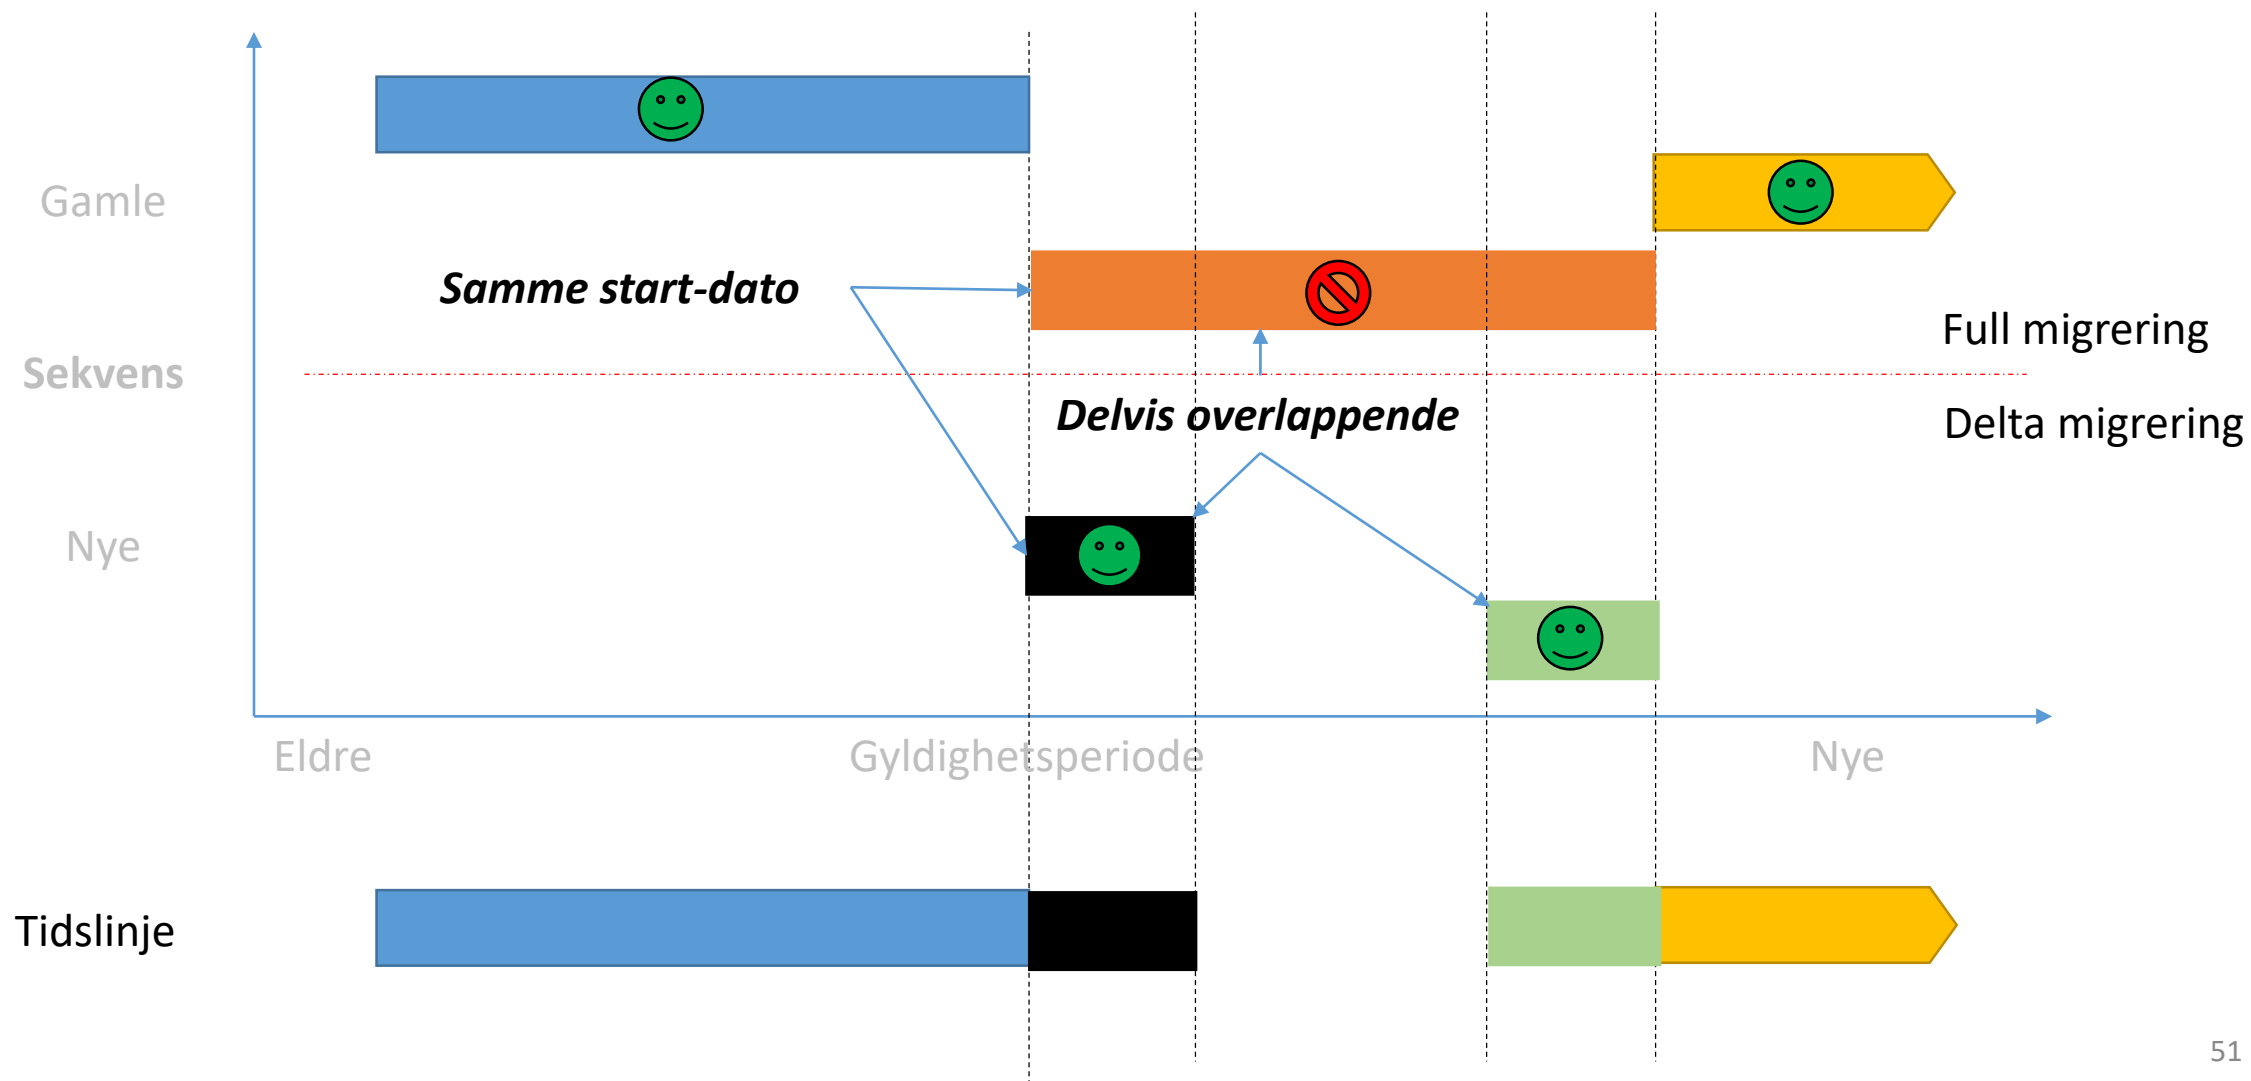 Gamle
Samme start-dato
Full migrering
Sekvens
Delvis overlappende
Delta migrering
Nye
Eldre
Gyldighetsperiode
Nye
Tidslinje
51